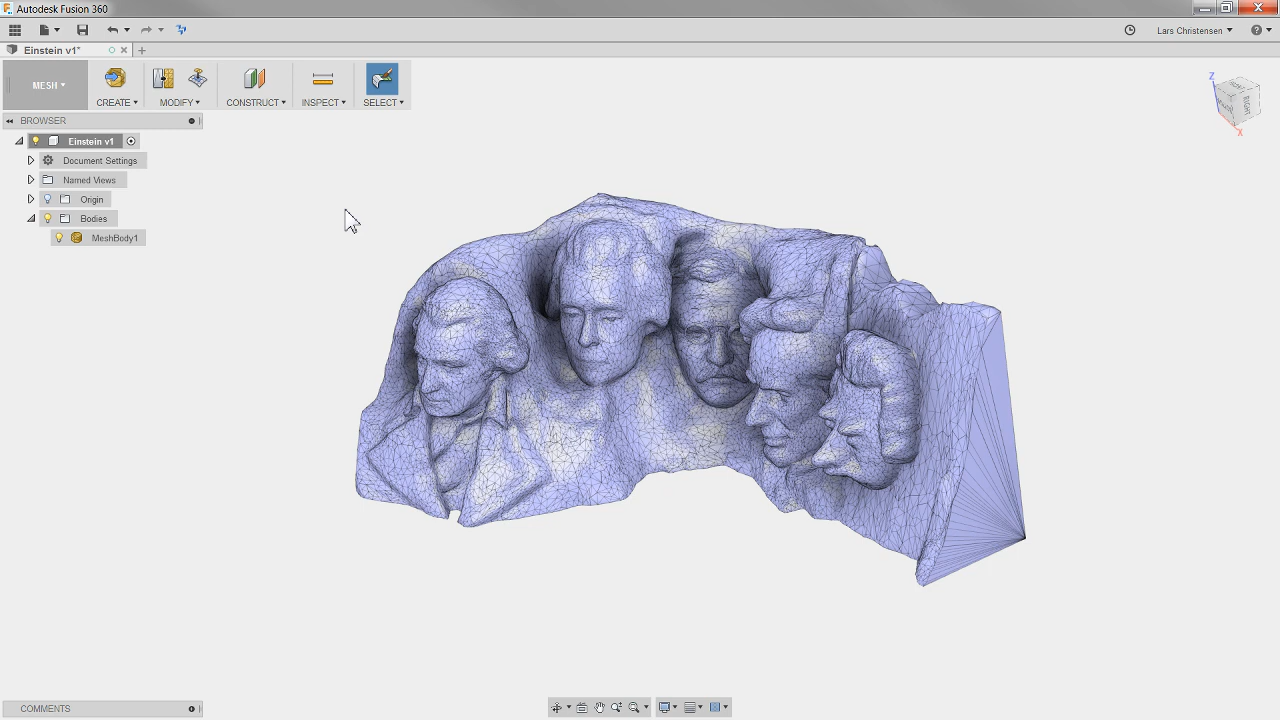 Autodesk Fusion 360
Lars Christensen
Einstein v1*
MESH
CREATE
MODIFY
CONSTRUCT
INSPECT
SELECT
BROWSER
Einstein v1
Document Settings
Named Views
Origin
Bodies
MeshBody1
Z
X
COMMENTS